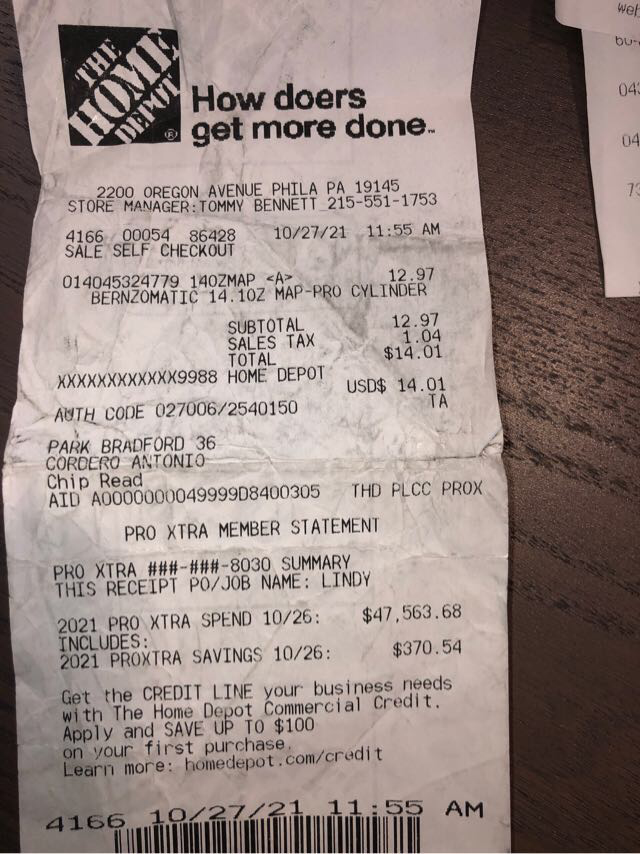 THE
HOME
DEPOT
®
How doers
get more done™
2200 OREGON AVENUE PHILA PA 19145
STORE MANAGER:TOMMY BENNETT 215-551-1753
4166 00054 86428 10/27/21 11:55 AM
SALE SELF CHECKOUT
014045324779 14OZMAP <A> 12.97
BERNZOMATIC 14.1OZ MAP-PRO CYLINDER
SUBTOTAL 12.97
SALES TAX 1.04
TOTAL $14.01
XXXXXXXXXXXX9988 HOME DEPOT
USD$ 14.01
AUTH CODE 027006/2540150 TA
PARK BRADFORD 36
CORDERO ANTONIO
Chip Read
AID A0000000049999D8400305 THD PLCC PROX
PRO XTRA MEMBER STATEMENT
PRO XTRA ###-###-8030 SUMMARY
THIS RECEIPT PO/JOB NAME: LINDY
2021 PRO XTRA SPEND 10/26: $47,563.68
INCLUDES:
2021 PROXTRA SAVINGS 10/26: $370.54
Get the CREDIT LINE your business needs
with The Home Depot Commercial Credit.
Apply and SAVE UP TO $100
on your first purchase.
Learn more: homedepot.com/credit
4166 10/27/21 11:55 AM
web
04